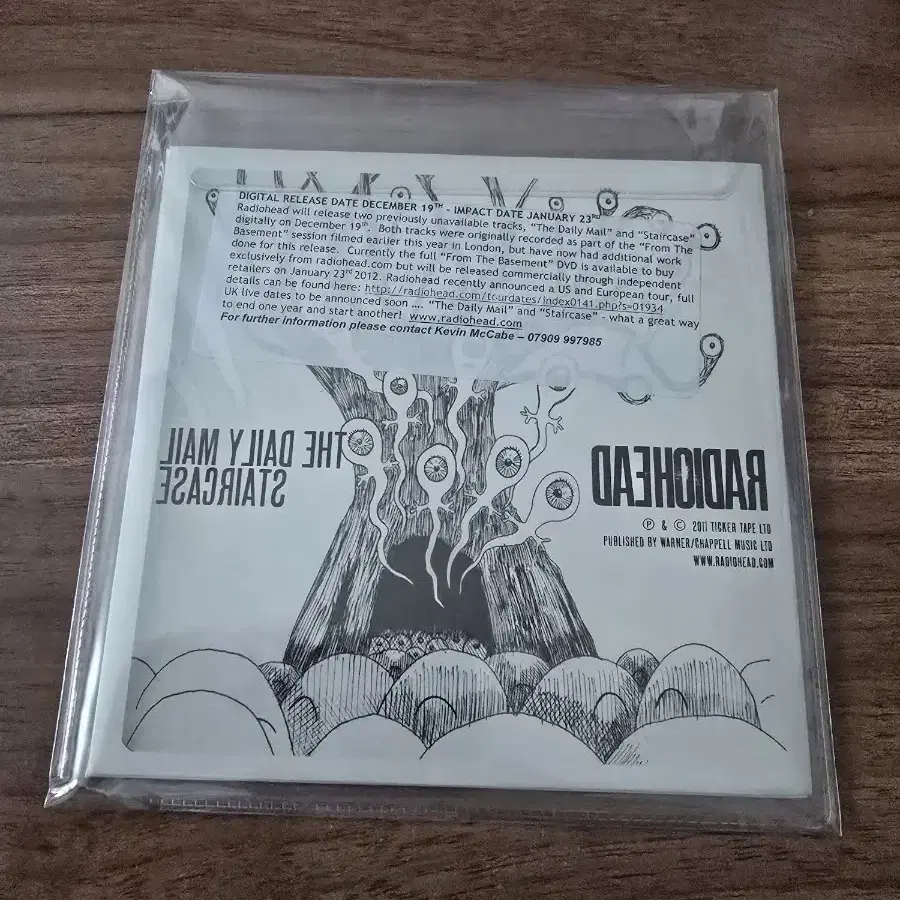 DIGITAL RELEASE DATE DECEMBER 19TH - IMPACT DATE JANUARY 23RD
Radiohead will release two previously unavailable tracks, "The Daily Mail" and "Staircase"
digitally on December 19th. Both tracks were originally recorded as part of the "From The
Basement" session filmed earlier this year in London, but have now had additional work
done for this release. Currently the full "From The Basement" DVD is available to buy
exclusively from radiohead.com but will be released commercially through independent
retailers on January 23rd 2012. Radiohead recently announced a US and European tour, full
details can be found here: http://radiohead.com/tourdates/index0141.php?s=01934
UK live dates to be announced soon .... "The Daily Mail" and "Staircase" - what a great way
to end one year and start another! www.radiohead.com
For further information please contact Kevin McCabe – 07909 997985
THE DAILY MAIL
STAIRCASE
RADIOHEAD
Ⓟ & © 2011 TICKER TAPE LTD
PUBLISHED BY WARNER/CHAPPELL MUSIC LTD
WWW.RADIOHEAD.COM